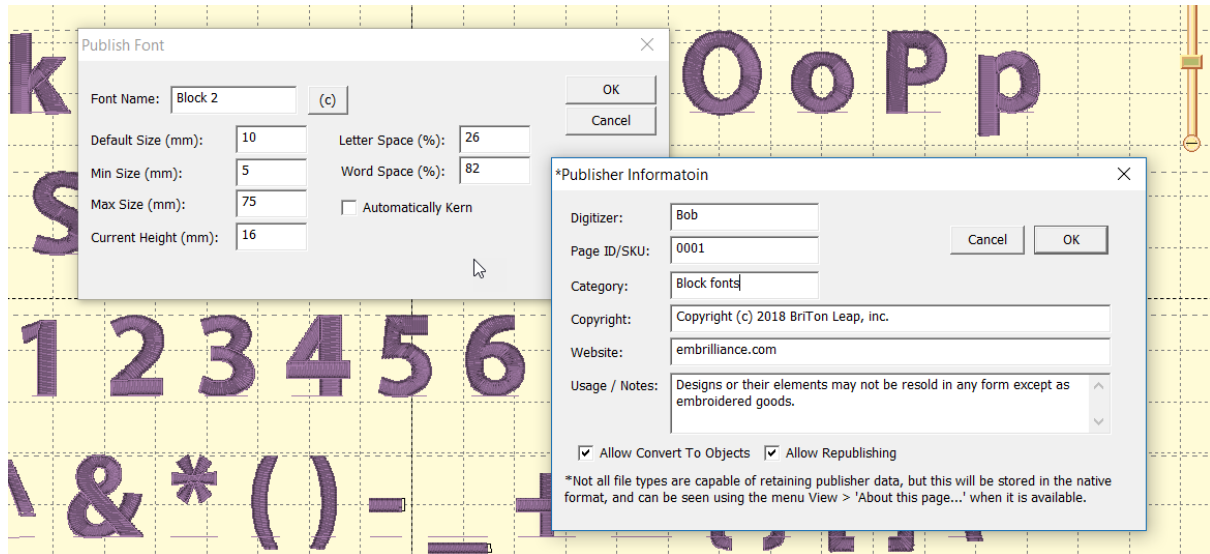 k
O o P p
S
1 2 3 4 5 6
& * ( ) - _ +
Publish Font
Font Name: Block 2 (c)
OK
Cancel
Default Size (mm): 10 Letter Space (%): 26
Min Size (mm): 5 Word Space (%): 82
Max Size (mm): 75 Automatically Kern
Current Height (mm): 16
*Publisher Informatoin
Digitizer: Bob
Page ID/SKU: 0001
Cancel OK
Category: Block fonts
Copyright: Copyright (c) 2018 BriTon Leap, inc.
Website: embrilliance.com
Usage / Notes: Designs or their elements may not be resold in any form except as
embroidered goods.
Allow Convert To Objects Allow Republishing
*Not all file types are capable of retaining publisher data, but this will be stored in the native
format, and can be seen using the menu View > 'About this page...' when it is available.